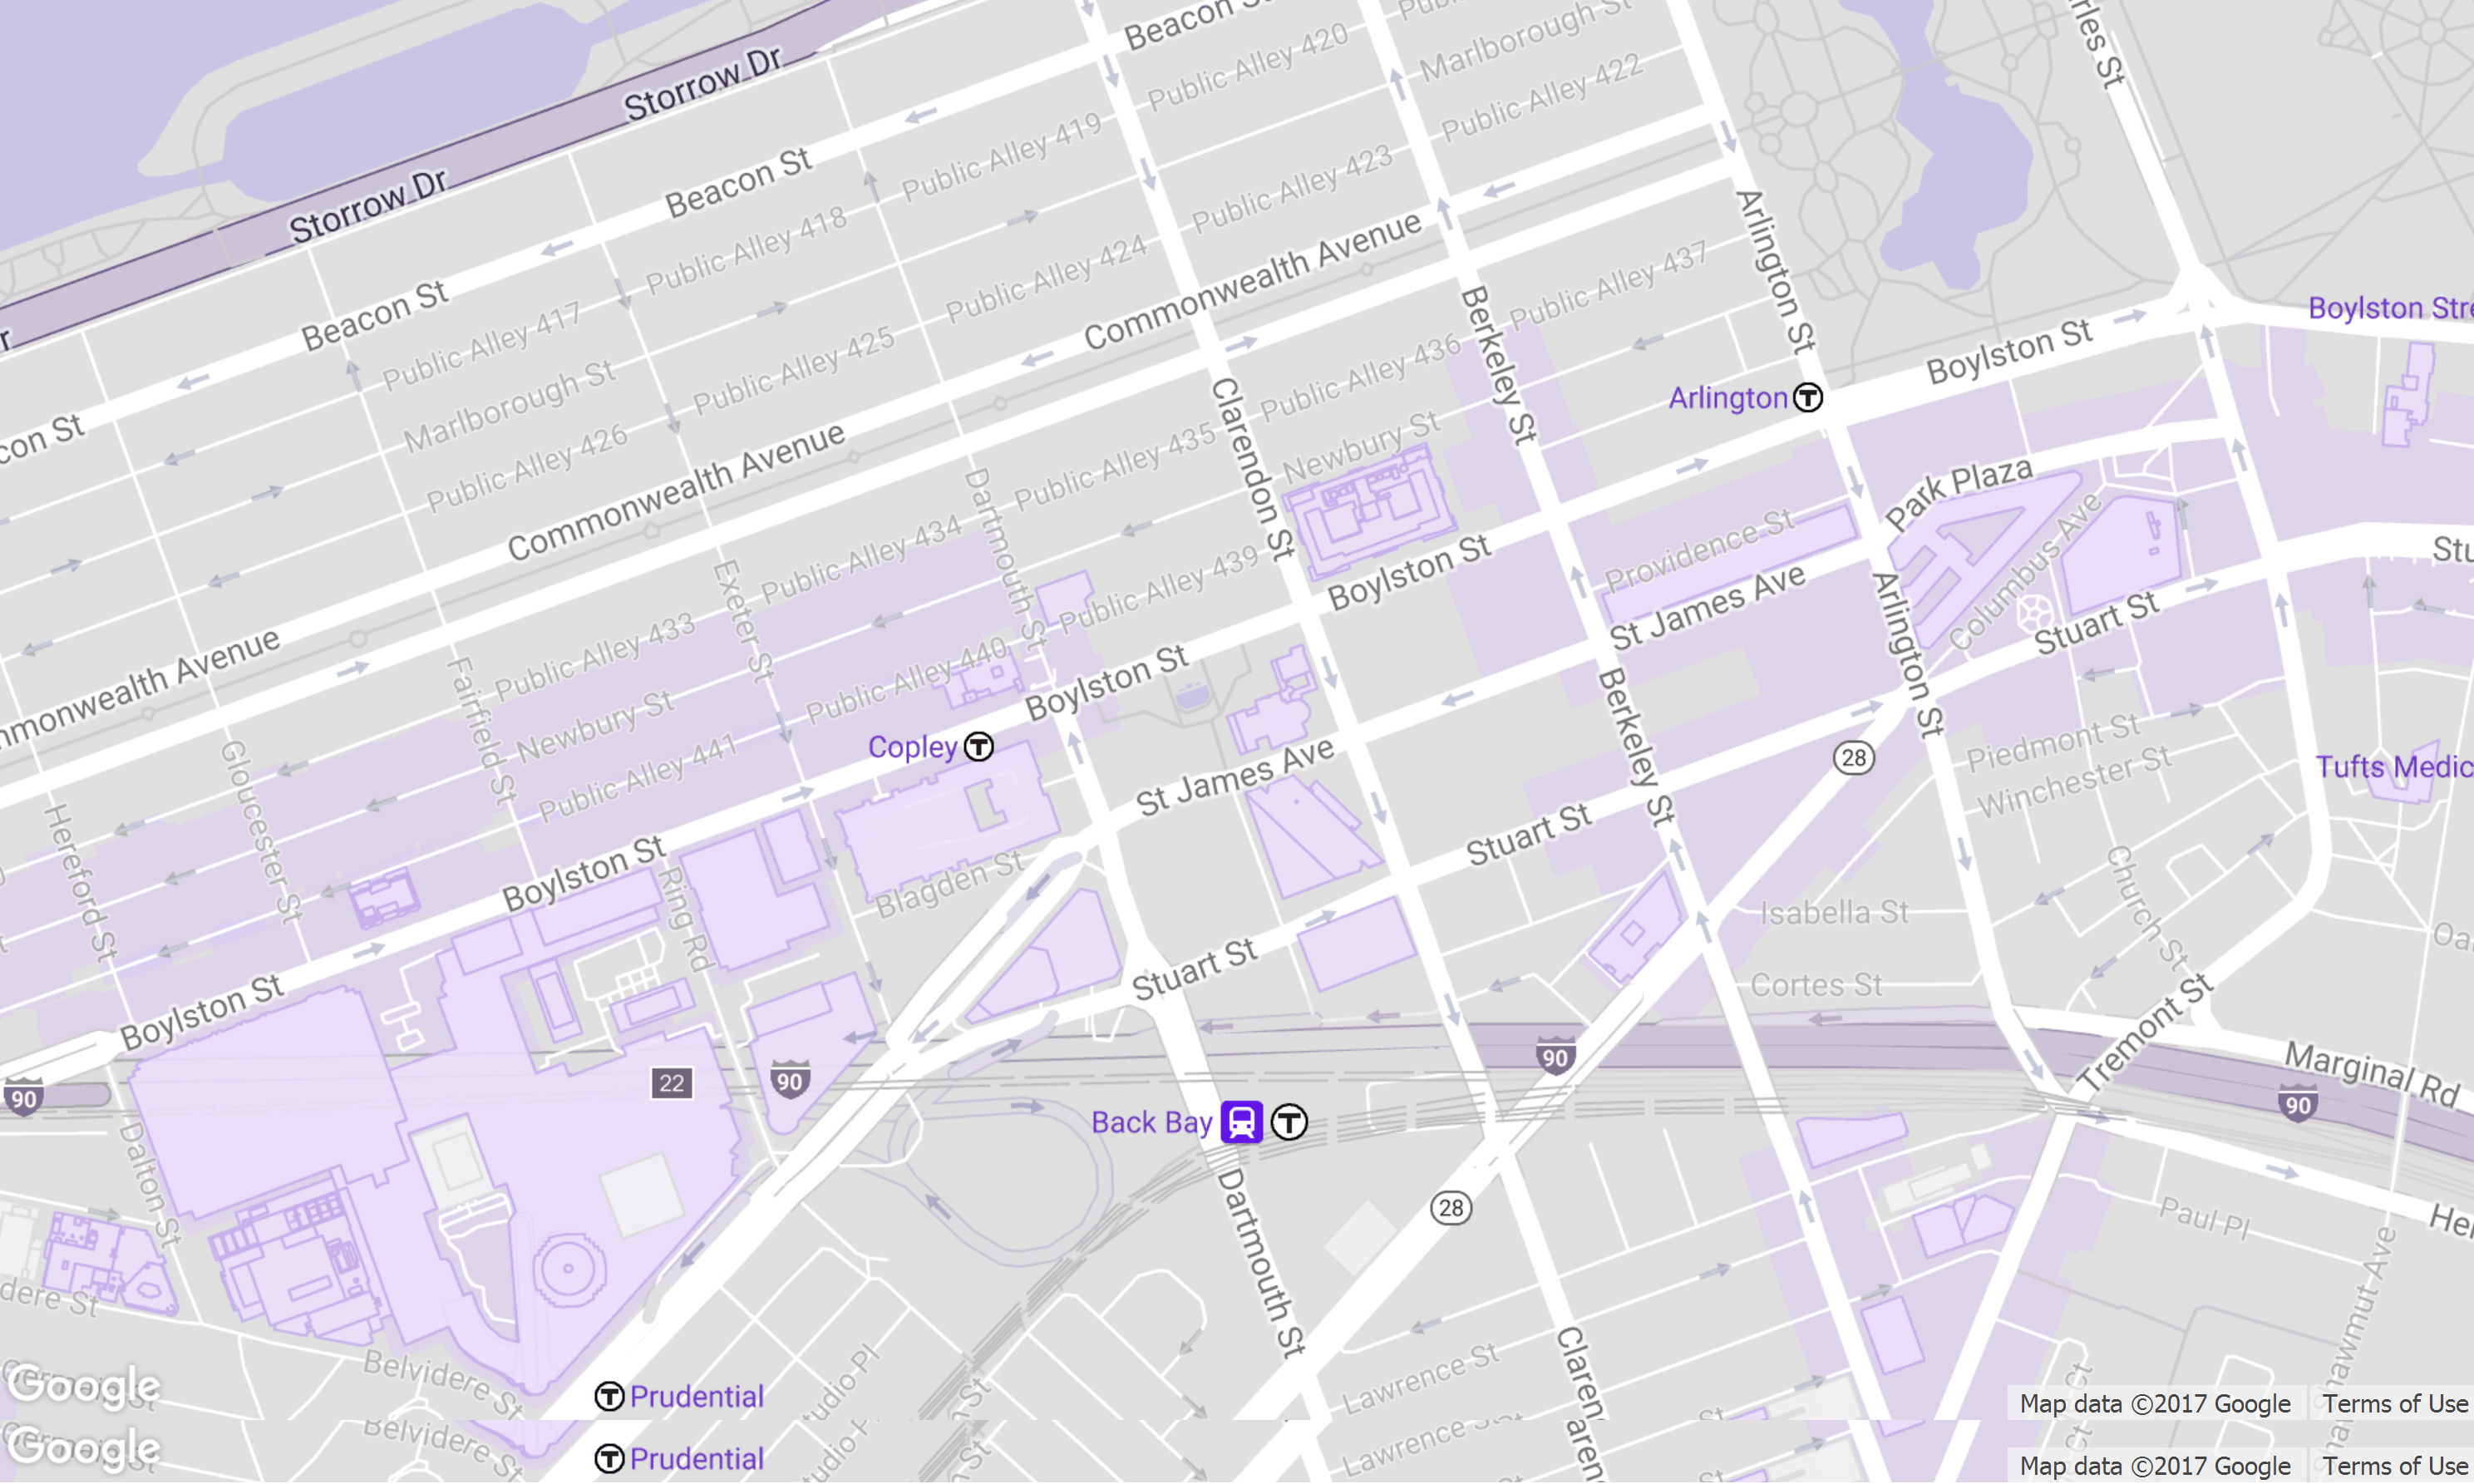 Beacon St
Public Alley 420
Marlborough St
Public Alley 422
Storrow Dr
Public Alley 419
Storrow Dr
Beacon St
Public Alley 418
Public Alley 423
Commonwealth Avenue
Arlington St
Public Alley 437
Beacon St
Public Alley 417
Public Alley 424
Berkeley St
Boylston St
Marlborough St
Public Alley 425
Public Alley 436
Arlington
T
Public Alley 426
Commonwealth Avenue
Clarendon St
Newbury St
Public Alley 435
Park Plaza
Dartmouth St
Public Alley 434
Boylston St
Providence St
Columbus Ave
Exeter St
Public Alley 439
St James Ave
Arlington St
Stuart St
Public Alley 433
Public Alley 440
Boylston St
Berkeley St
Fairfield St
Newbury St
Copley
T
St James Ave
28
Piedmont St
Winchester St
Gloucester St
Public Alley 441
Stuart St
Church St
Hereford St
Boylston St
Ring Rd
Blagden St
Isabella St
Cortes St
Stuart St
Boylston St
Tremont St
Marginal Rd
90
22
90
90
90
Back Bay
T
Dalton St
Dartmouth St
28
Paul Pl
Shawmut Ave
Belvidere St
Lawrence St
Google
T
Prudential
Map data ©2017 Google
Terms of Use
Belvidere St
Google
T
Prudential
Map data ©2017 Google
Terms of Use